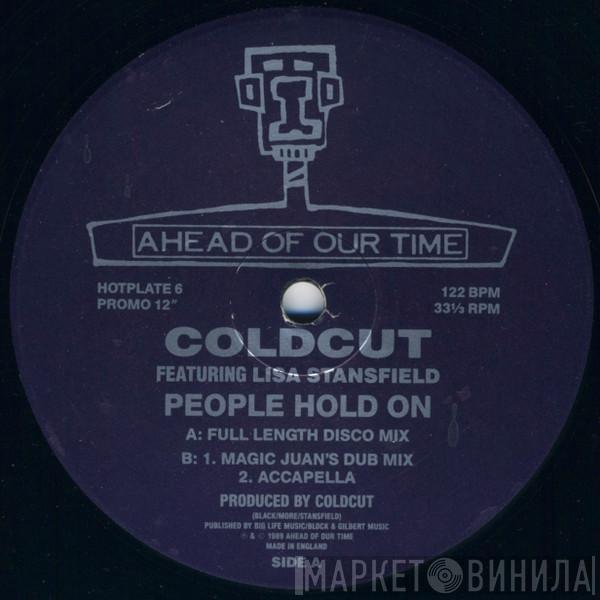 AHEAD OF OUR TIME
HOTPLATE 6
PROMO 12"
122 BPM
33⅓ RPM
COLDCUT
FEATURING LISA STANSFIELD
PEOPLE HOLD ON
A: FULL LENGTH DISCO MIX
B: 1. MAGIC JUAN'S DUB MIX
2. ACCAPELLA
PRODUCED BY COLDCUT
(BLACK/MORE/STANSFIELD)
PUBLISHED BY BIG LIFE MUSIC/BLOCK & GILBERT MUSIC
℗ & © 1989 AHEAD OF OUR TIME
MADE IN ENGLAND
SIDE A
МАРКЕТ ВИНИЛА